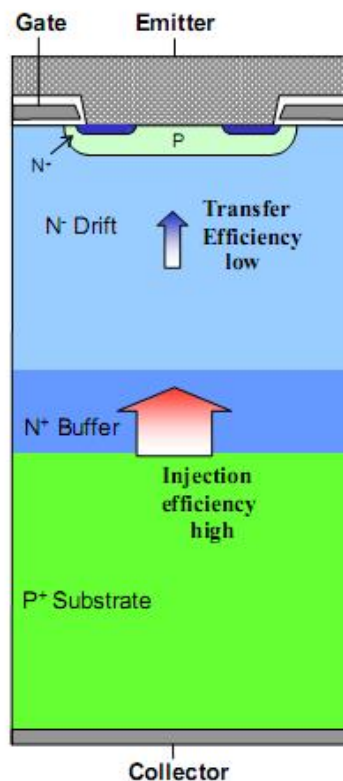 Gate
Emitter
P
N-
N- Drift
Transfer
Efficiency
low
N+ Buffer
Injection
efficiency
high
P+ Substrate
Collector